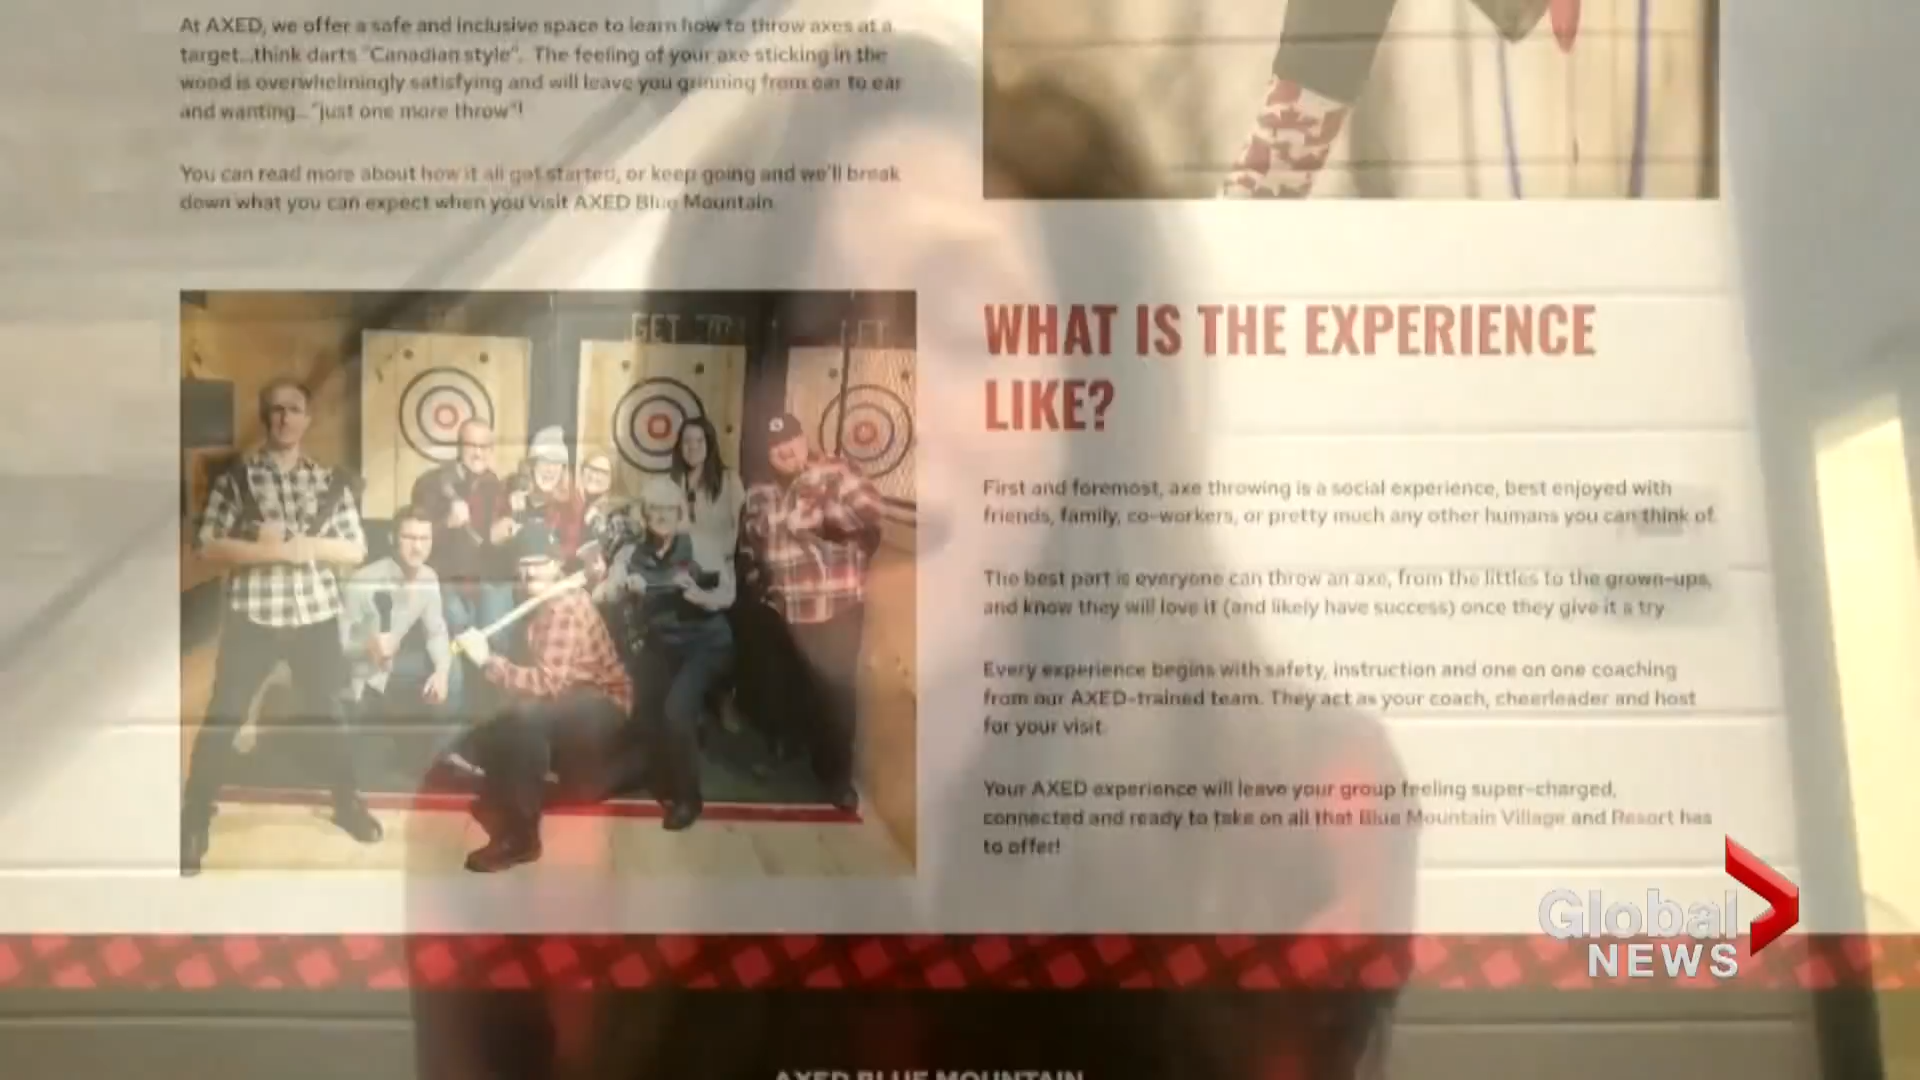 At AXED, we offer a safe and inclusive space to learn how to throw axes at a
target...think darts "Canadian style". The feeling of your axe sticking in the
wood is overwhelmingly satisfying and will leave you grinning from ear to ear
and wanting... "just one more throw"!
You can read more about how it all got started, or keep going and we'll break
down what you can expect when you visit AXED Blue Mountain.
GET
WHAT IS THE EXPERIENCE
LIKE?
First and foremost, axe throwing is a social experience, best enjoyed with
friends, family, co-workers, or pretty much any other humans you can think of.
The best part is everyone can throw an axe, from the littles to the grown-ups,
and know they will love it (and likely have success) once they give it a try.
Every experience begins with safety, instruction and one on one coaching
from our AXED-trained team. They act as your coach, cheerleader and host
for your visit.
Your AXED experience will leave your group feeling super-charged,
connected and ready to take on all that Blue Mountain Village and Resort has
to offer!
Global
NEWS
AXED BLUE MOUNTAIN